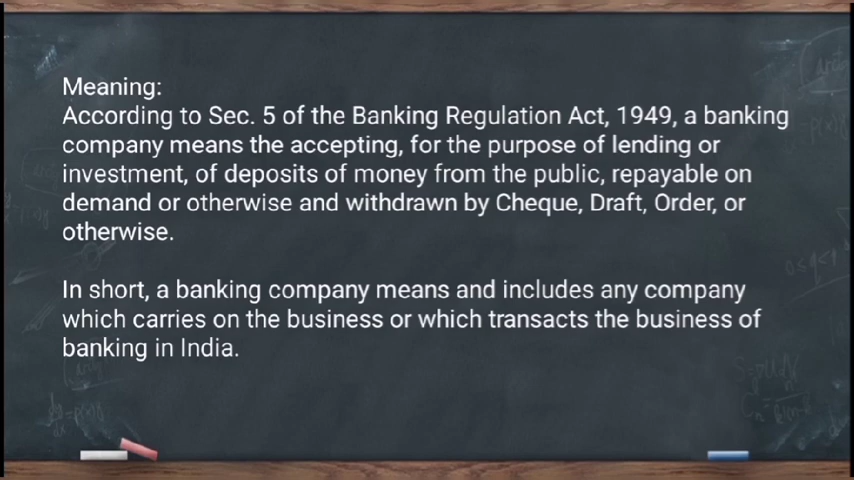 Meaning:
According to Sec. 5 of the Banking Regulation Act, 1949, a banking
company means the accepting, for the purpose of lending or
investment, of deposits of money from the public, repayable on
demand or otherwise and withdrawn by Cheque, Draft, Order, or
otherwise.
In short, a banking company means and includes any company
which carries on the business or which transacts the business of
banking in India.